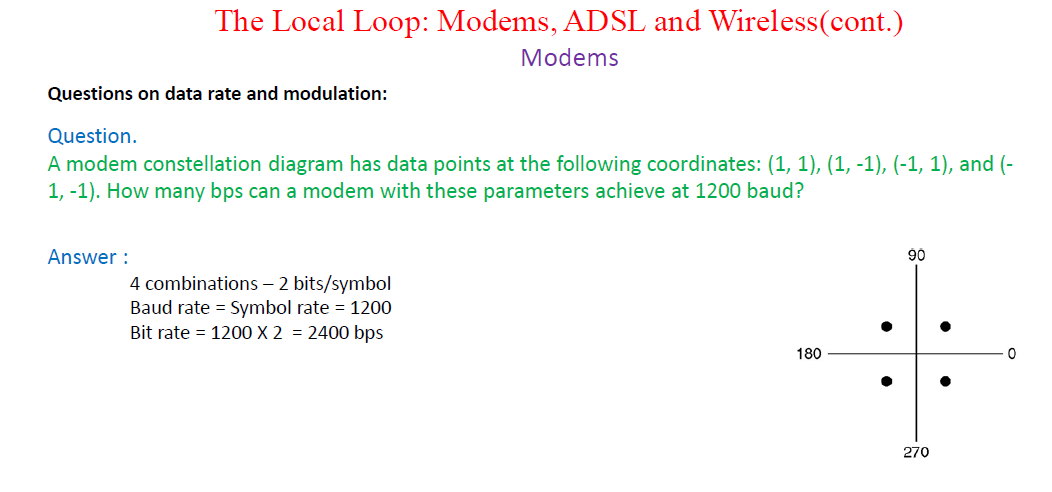 The Local Loop: Modems, ADSL and Wireless(cont.)
Modems
Questions on data rate and modulation:
Question.
A modem constellation diagram has data points at the following coordinates: (1, 1), (1, -1), (-1, 1), and (-
1, -1). How many bps can a modem with these parameters achieve at 1200 baud?
Answer :
4 combinations – 2 bits/symbol
Baud rate = Symbol rate = 1200
Bit rate = 1200 X 2 = 2400 bps
90
180
0
270